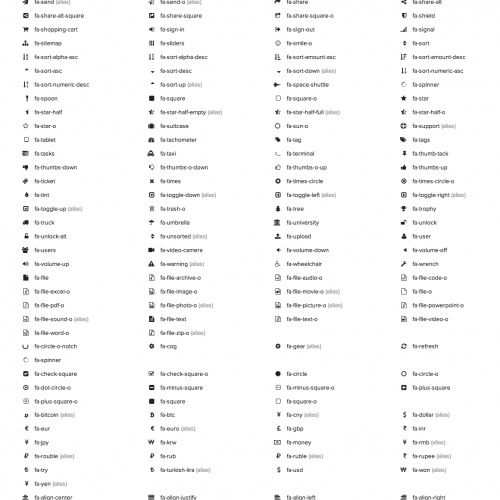 fa-send (alias) fa-send-o (alias) fa-share fa-share-alt
fa-share-alt-square fa-share-square fa-share-square-o fa-shield
fa-shopping-cart fa-sign-in fa-sign-out fa-signal
fa-sitemap fa-sliders fa-smile-o fa-sort
fa-sort-alpha-asc fa-sort-alpha-desc fa-sort-amount-asc fa-sort-amount-desc
fa-sort-asc fa-sort-desc fa-sort-down (alias) fa-sort-numeric-asc
fa-sort-numeric-desc fa-sort-up (alias) fa-space-shuttle fa-spinner
fa-spoon fa-square fa-square-o fa-star
fa-star-half fa-star-half-empty (alias) fa-star-half-full (alias) fa-star-half-o
fa-star-o fa-suitcase fa-sun-o fa-support (alias)
fa-tablet fa-tachometer fa-tag fa-tags
fa-tasks fa-taxi fa-terminal fa-thumb-tack
fa-thumbs-down fa-thumbs-o-down fa-thumbs-o-up fa-thumbs-up
fa-ticket fa-times fa-times-circle fa-times-circle-o
fa-tint fa-toggle-down (alias) fa-toggle-left (alias) fa-toggle-right (alias)
fa-toggle-up (alias) fa-trash-o fa-tree fa-trophy
fa-truck fa-umbrella fa-university fa-unlock
fa-unlock-alt fa-unsorted (alias) fa-upload fa-user
fa-users fa-video-camera fa-volume-down fa-volume-off
fa-volume-up fa-warning (alias) fa-wheelchair fa-wrench
fa-file fa-file-archive-o fa-file-audio-o fa-file-code-o
fa-file-excel-o fa-file-image-o fa-file-movie-o (alias) fa-file-o
fa-file-pdf-o fa-file-photo-o (alias) fa-file-picture-o (alias) fa-file-powerpoint-o
fa-file-sound-o (alias) fa-file-text fa-file-text-o fa-file-video-o
fa-file-word-o fa-file-zip-o (alias)
fa-circle-o-notch fa-cog fa-gear (alias) fa-refresh
fa-spinner
fa-check-square fa-check-square-o fa-circle fa-circle-o
fa-dot-circle-o fa-minus-square fa-minus-square-o fa-plus-square
fa-plus-square-o fa-square fa-square-o
fa-bitcoin (alias) fa-btc fa-cny (alias) fa-dollar (alias)
fa-eur fa-euro (alias) fa-gbp fa-inr
fa-jpy fa-krw fa-money fa-rmb (alias)
fa-rouble (alias) fa-rub fa-ruble (alias) fa-rupee (alias)
fa-try fa-turkish-lira (alias) fa-usd fa-won (alias)
fa-yen (alias)
fa-align-center fa-align-justify fa-align-left fa-align-right